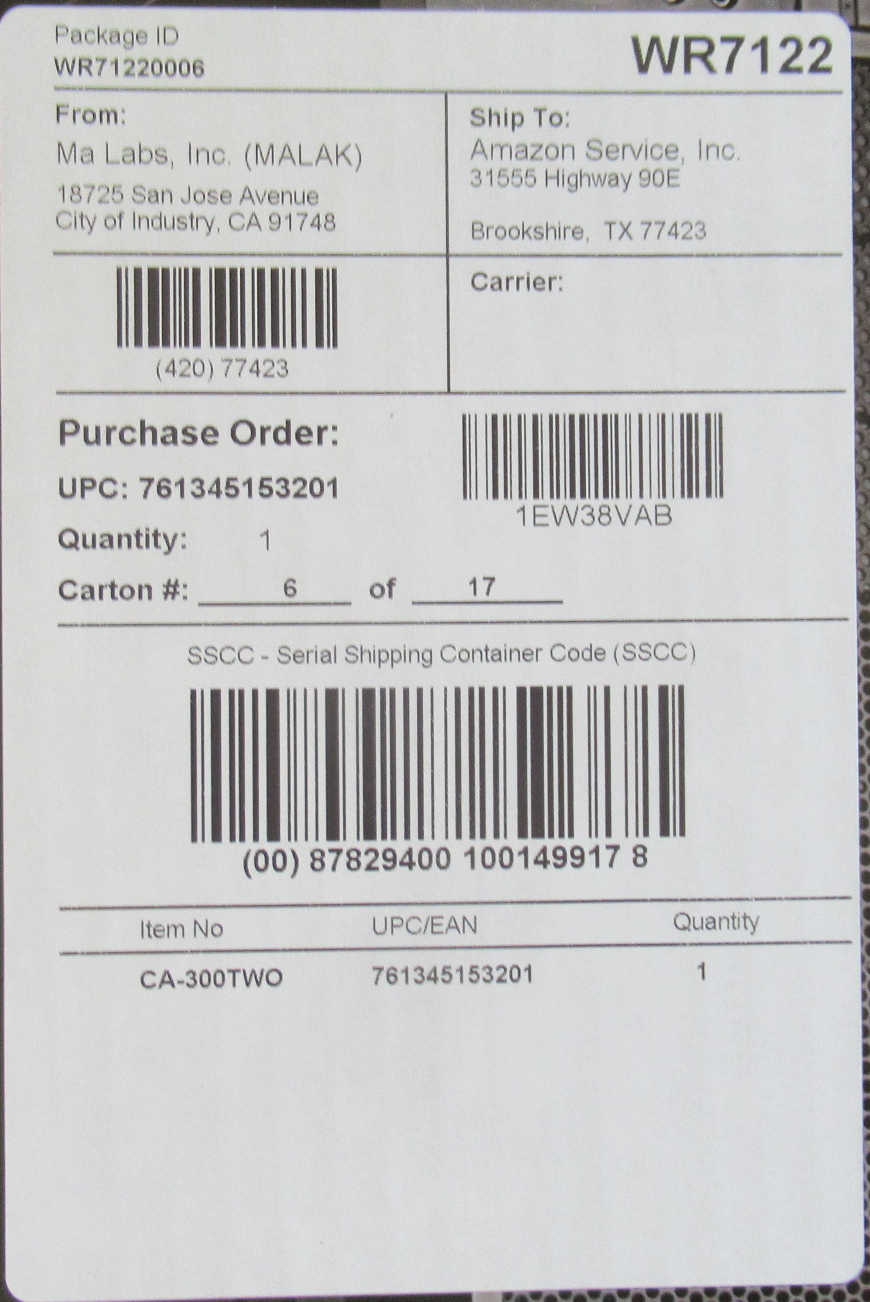 Package ID
WR71220006
WR7122
From:
Ma Labs, Inc. (MALAK)
18725 San Jose Avenue
City of Industry, CA 91748
Ship To:
Amazon Service, Inc.
31555 Highway 90E
Brookshire, TX 77423
(420) 77423
Carrier:
Purchase Order:
1EW38VAB
UPC: 761345153201
Quantity: 1
Carton #: 6 of 17
SSCC - Serial Shipping Container Code (SSCC)
(00) 87829400 100149917 8
Item No UPC/EAN Quantity
CA-300TWO 761345153201 1